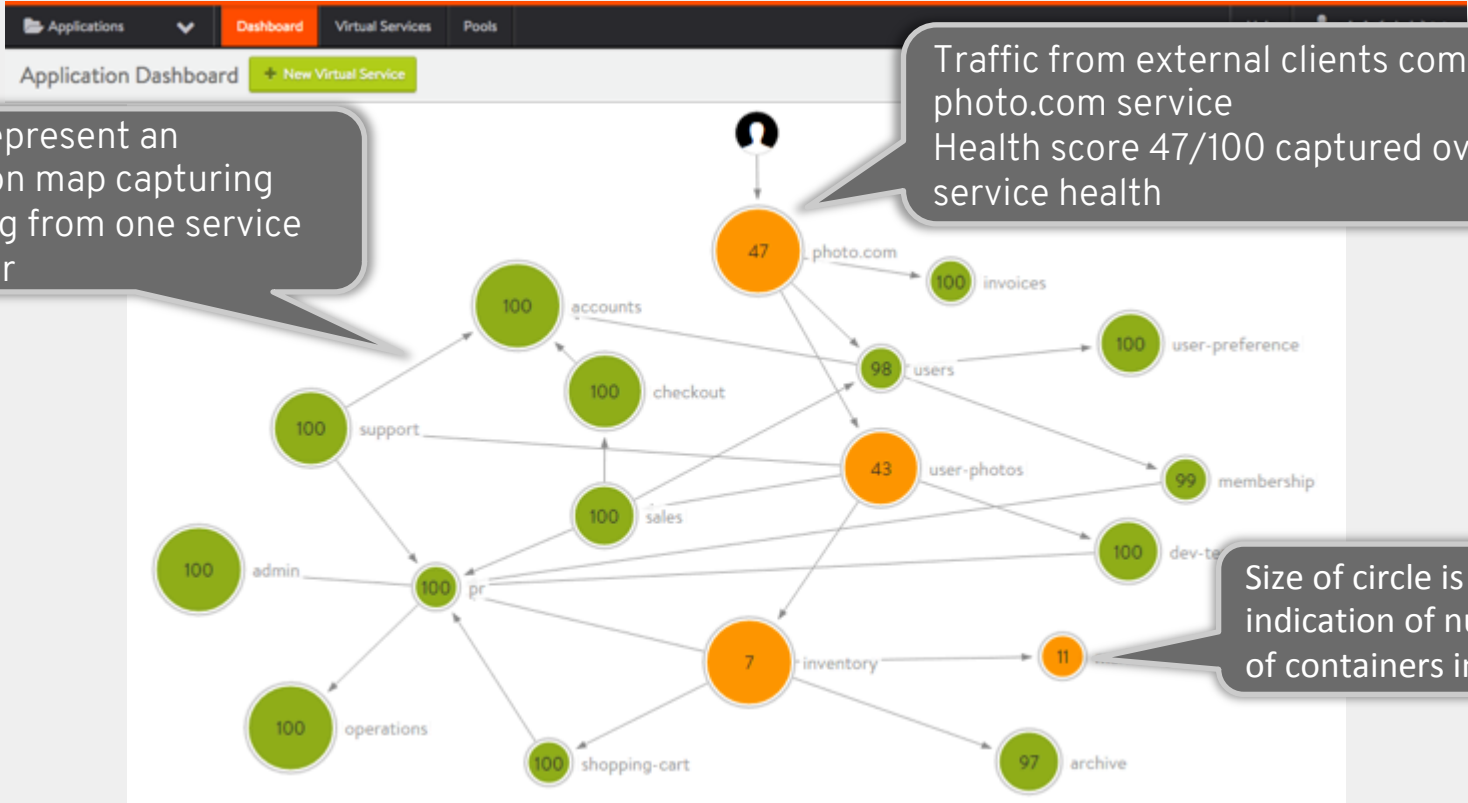 Applications
Dashboard
Virtual Services
Pools
Application Dashboard
+ New Virtual Service
Traffic from external clients com
photo.com service
Health score 47/100 captured ov
service health
epresent an
on map capturing
g from one service
r
47
photo.com
100
invoices
100
accounts
100
user-preference
98
users
100
checkout
100
support
43
user-photos
99
membership
100
sales
100
dev-te
100
admin
100
pr
Size of circle is
indication of nu
of containers in
7
inventory
11
100
operations
100
shopping-cart
97
archive